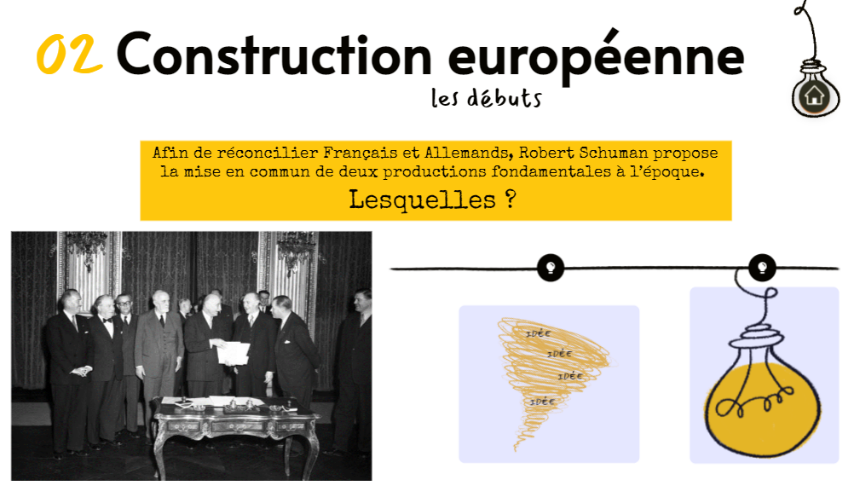 02 Construction européenne
les débuts
Afin de réconcilier Français et Allemands, Robert Schuman propose
la mise en commun de deux productions fondamentales à l'époque.
Lesquelles ?
IDÉE
IDÉE
IDÉE
IDÉE